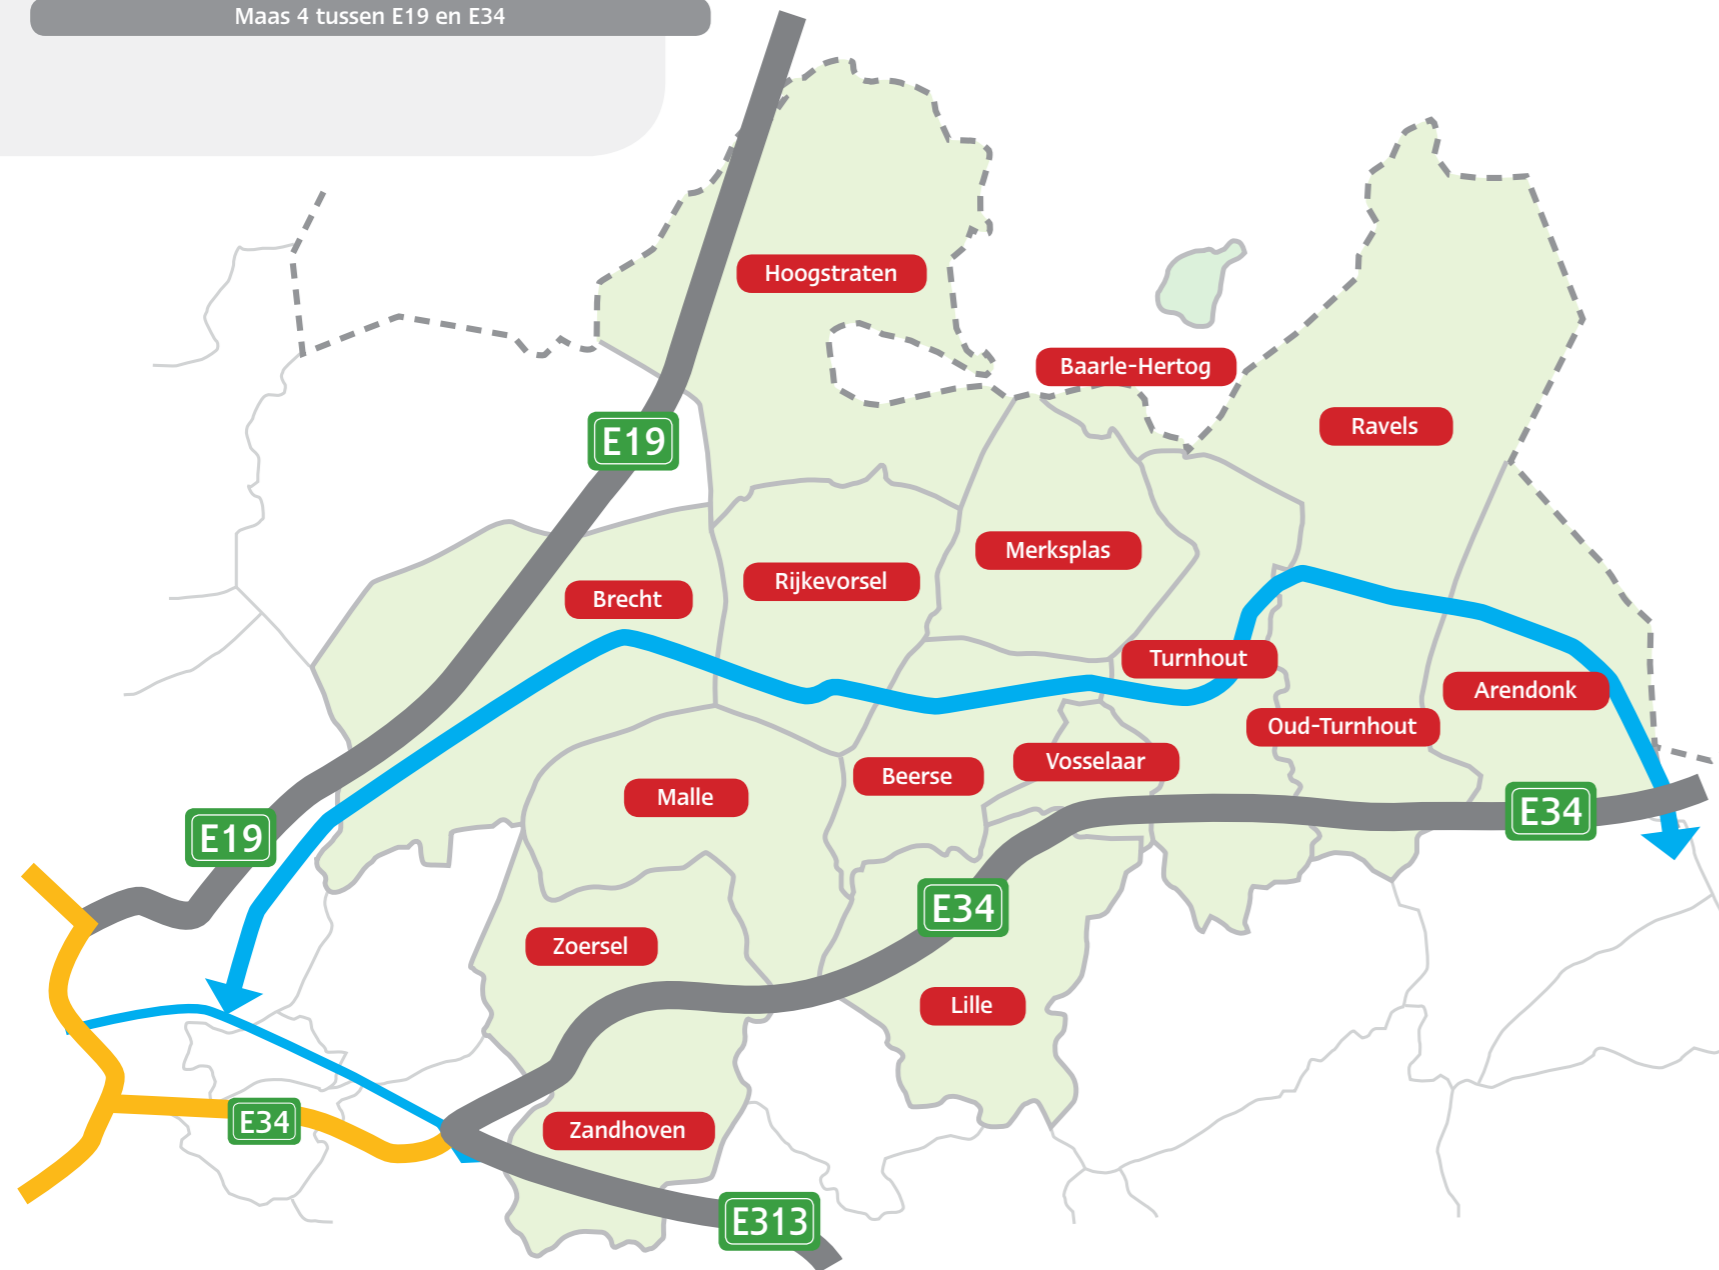 Maas 4 tussen E19 en E34
Hoogstraten
Baarle-Hertog
Ravels
E19
Merksplas
Rijkevorsel
Brecht
Turnhout
Arendonk
Oud-Turnhout
Vosselaar
Beerse
Malle
E34
E19
E34
Zoersel
Lille
E34
Zandhoven
E313